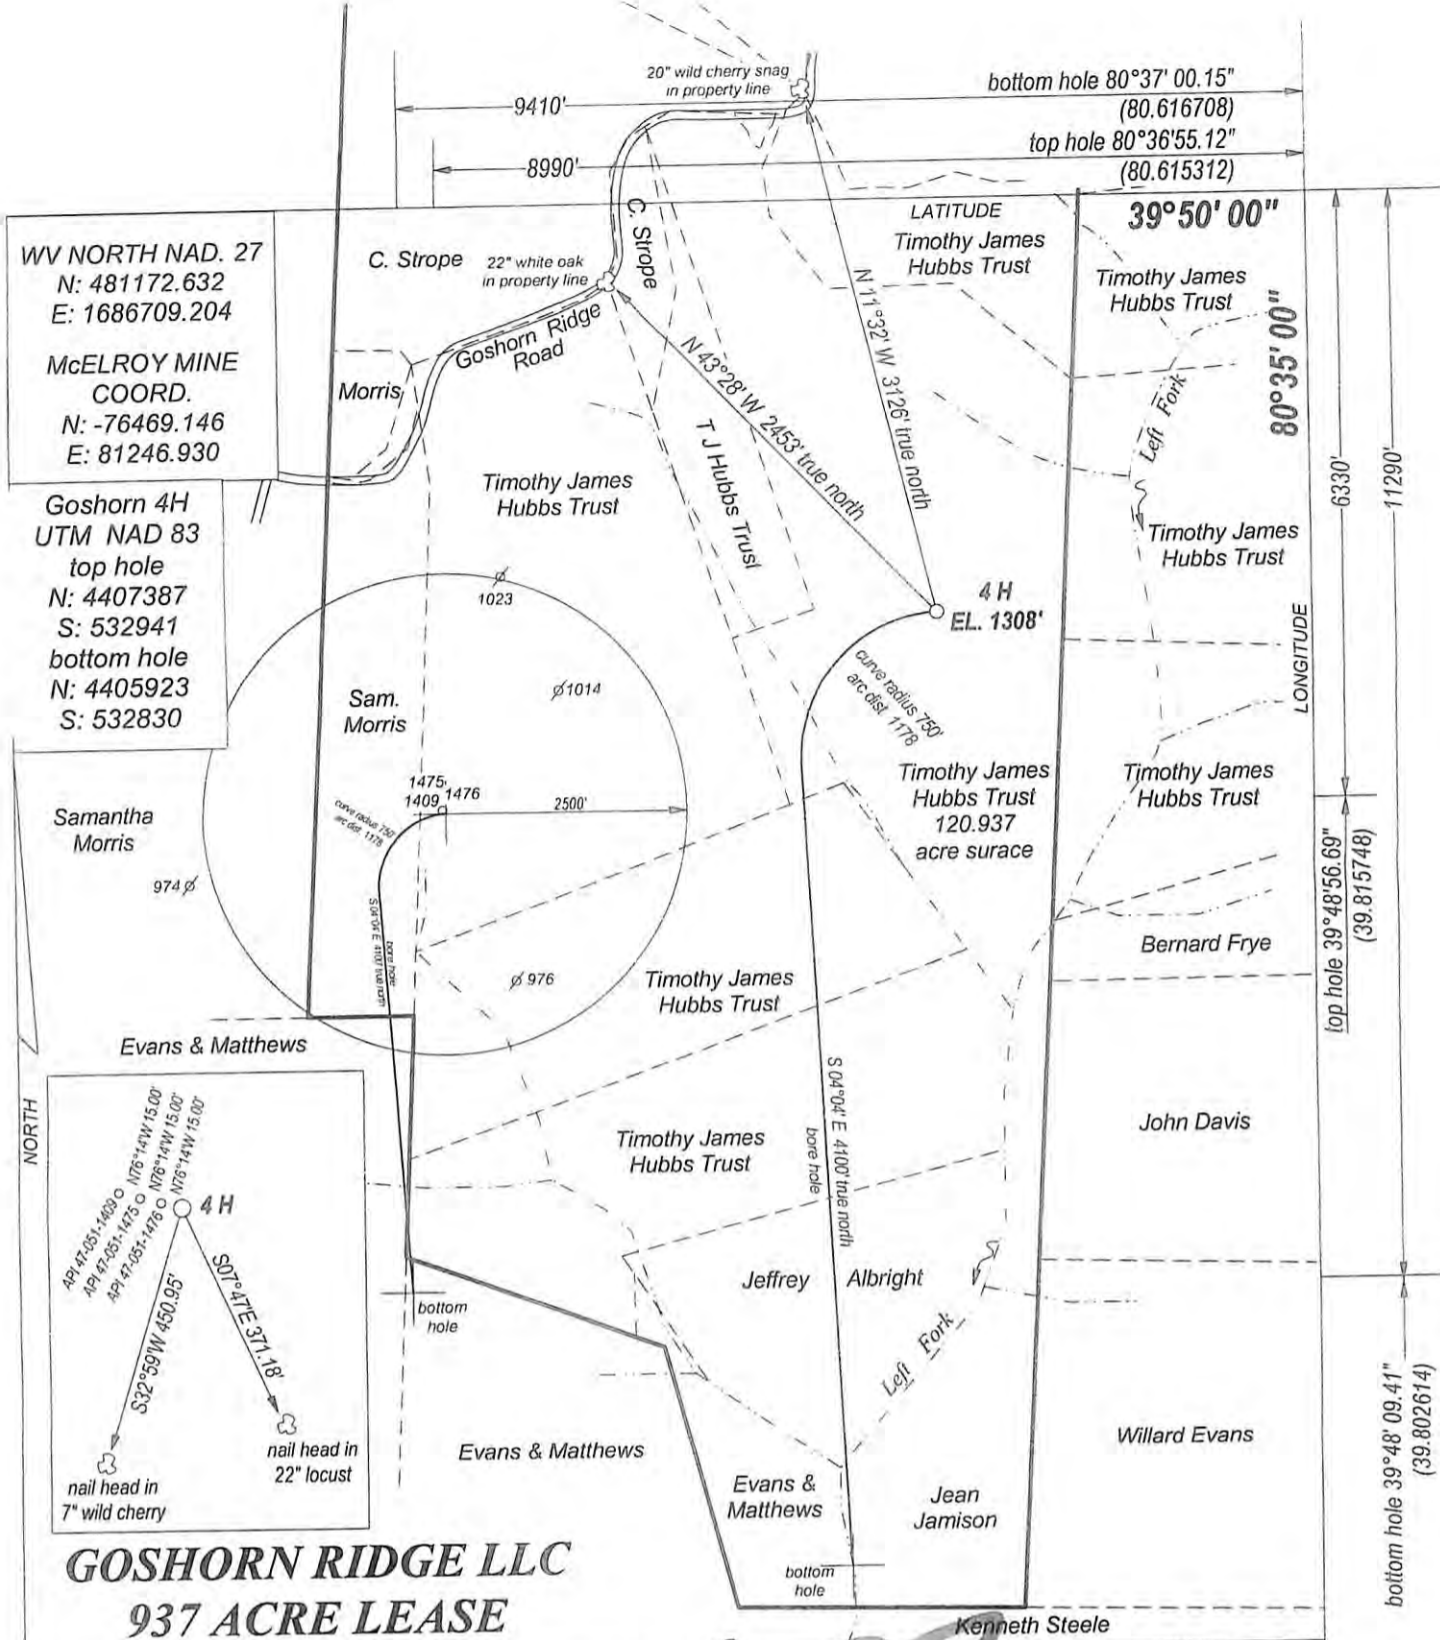 20" wild cherry snag
in property line
bottom hole 80°37' 00.15"
(80.616708)
9410'
top hole 80°36'55.12"
(80.615312)
8990'
LATITUDE
39°50' 00"
80°35' 00"
LONGITUDE
WV NORTH NAD. 27
N: 481172.632
E: 1686709.204
McELROY MINE
COORD.
N: -76469.146
E: 81246.930
Goshorn 4H
UTM NAD 83
top hole
N: 4407387
S: 532941
bottom hole
N: 4405923
S: 532830
C. Strope
22" white oak
in property line
C. Strope
Goshorn Ridge
Road
Morris
Timothy James
Hubbs Trust
Timothy James
Hubbs Trust
N 11°32' W 3126' true north
N 43°28' W 2453' true north
T J Hubbs Trust
Timothy James
Hubbs Trust
Left Fork
Timothy James
Hubbs Trust
6330'
11290'
4 H
EL. 1308'
curve radius 750'
arc dist. 1178
1023
1014
Sam.
Morris
1475,
1409
1476
2500'
curve radius 750'
arc dist. 1178
S 04°04' E 4100' true north
bore hole
974
976
Samantha
Morris
Timothy James
Hubbs Trust
120.937
acre surace
Timothy James
Hubbs Trust
top hole 39°48'56.69"
(39.815748)
Bernard Frye
Timothy James
Hubbs Trust
Evans & Matthews
NORTH
John Davis
Timothy James
Hubbs Trust
S 04°04' E 4100' true north
bore hole
API 47-051-1409 N76°14'W 15.00'
API 47-051-1475 N76°14'W 15.00'
API 47-051-1476 N76°14'W 15.00'
4 H
S32°59'W 450.95'
S07°47'E 371.18'
nail head in
22" locust
nail head in
7" wild cherry
bottom
hole
Jeffrey Albright
Left Fork
Evans & Matthews
Willard Evans
Evans &
Matthews
Jean
Jamison
bottom hole 39°48' 09.41"
(39.802614)
bottom
hole
Kenneth Steele
GOSHORN RIDGE LLC
937 ACRE LEASE